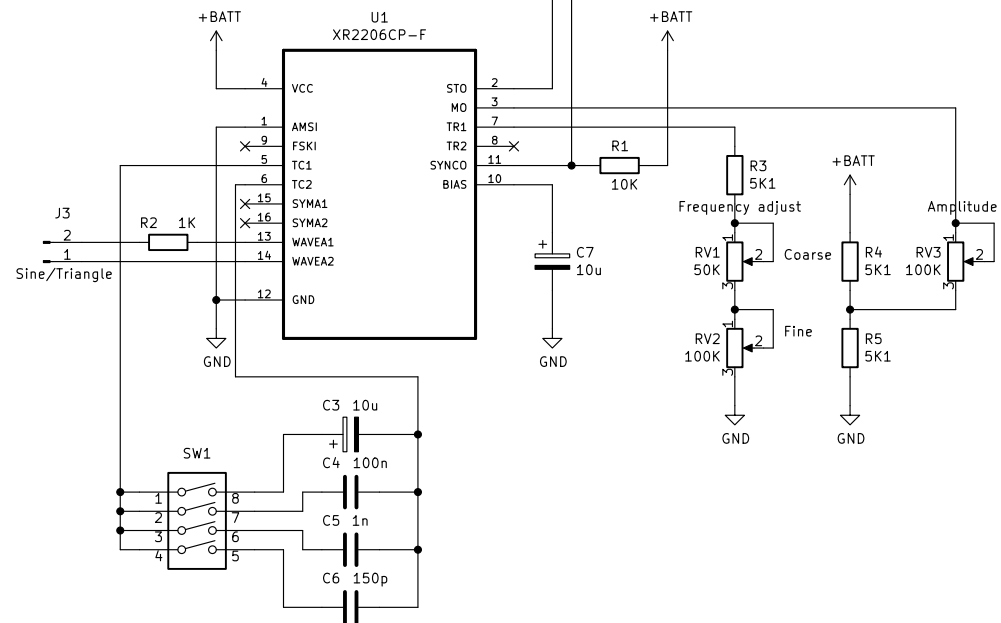 U1
XR2206CP-F
+BATT
+BATT
4 VCC STO 2
MO 3
1 AMSI TR1 7
9 FSKI TR2 8
5 TC1 SYNCO 11
6 TC2 BIAS 10
15 SYMA1
16 SYMA2
13 WAVEA1
14 WAVEA2
12 GND
R1
10K
J3
2
1
Sine/Triangle
R2 1K
GND
+
C7
10u
GND
R3
5K1
Frequency adjust
1
RV1
50K
2
3
Coarse
1
RV2
100K
2
3
Fine
GND
+BATT
R4
5K1
R5
5K1
GND
Amplitude
1
RV3
100K
2
3
SW1
1 8
2 7
3 6
4 5
C3 10u
+
C4 100n
C5 1n
C6 150p